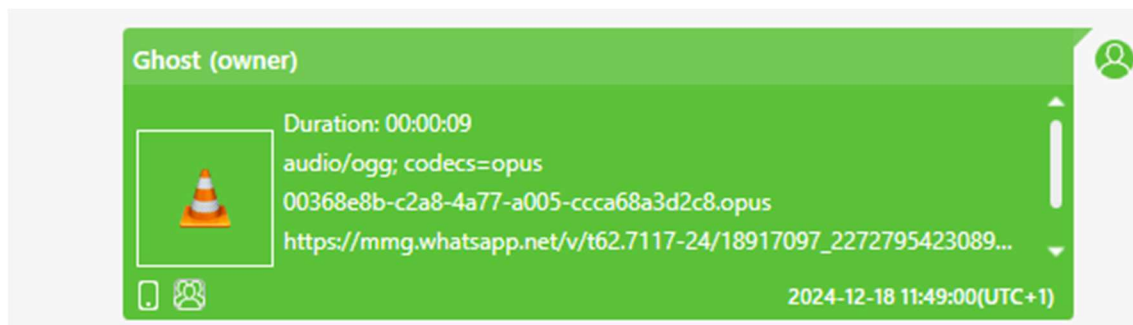 Ghost (owner)
Duration: 00:00:09
audio/ogg; codecs=opus
00368e8b-c2a8-4a77-a005-ccca68a3d2c8.opus
https://mmg.whatsapp.net/v/t62.7117-24/18917097_2272795423089...
2024-12-18 11:49:00(UTC+1)